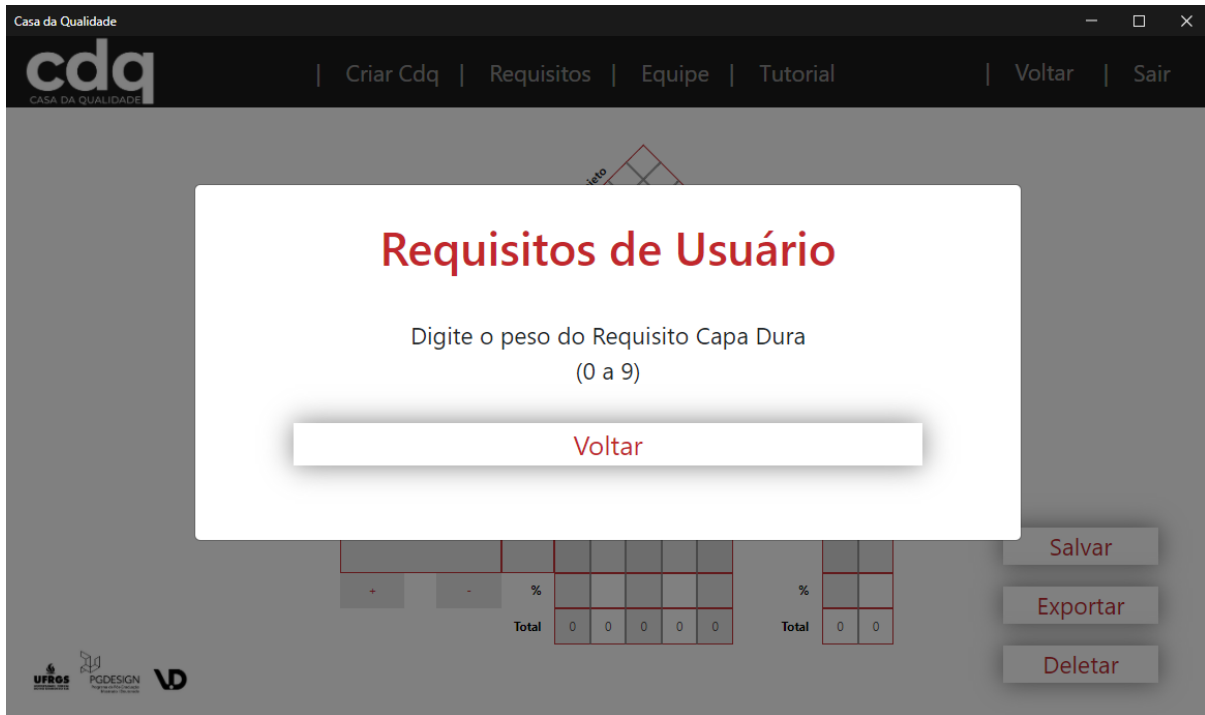 Casa da Qualidade
cdq
CASA DA QUALIDADE
| Criar Cdq | Requisitos | Equipe | Tutorial | Voltar | Sair
jeto
Requisitos de Usuário
Digite o peso do Requisito Capa Dura
(0 a 9)
Voltar
Salvar
+ - % %
Exportar
Total 0 0 0 0 0 Total 0 0
Deletar
UFRGS PGDESIGN VD